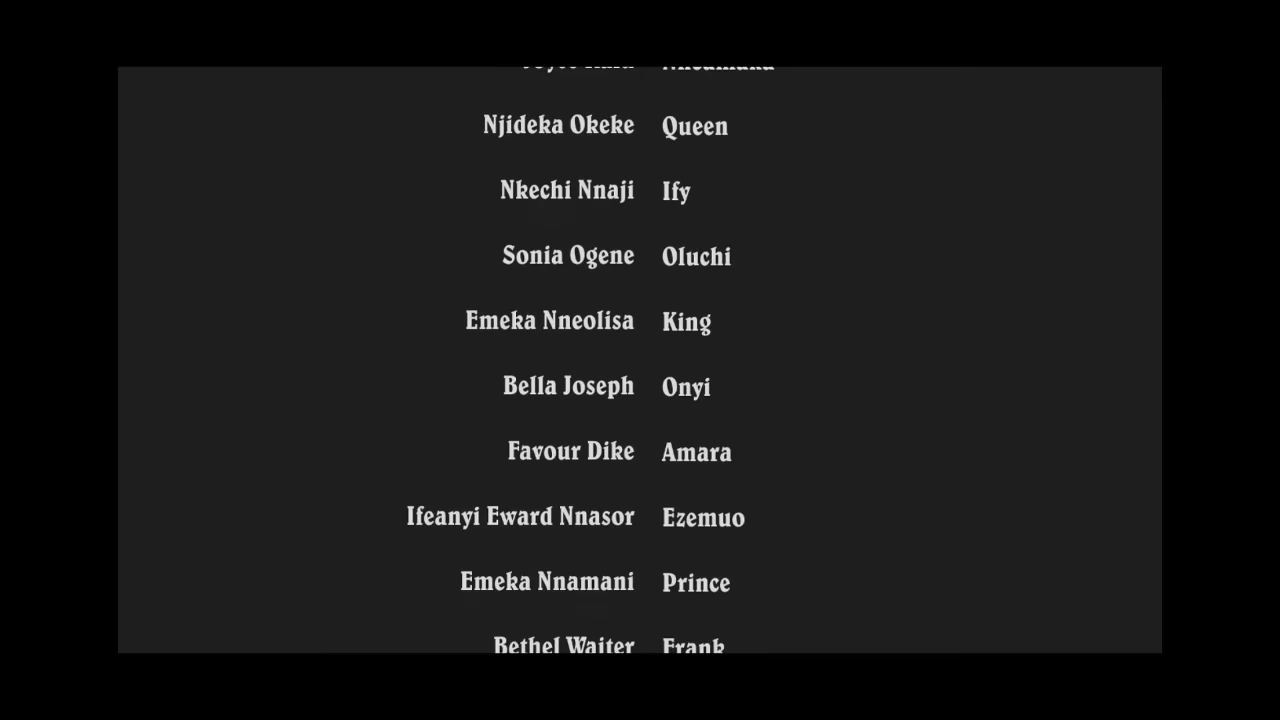 Njideka Okeke Queen
Nkechi Nnaji Ify
Sonia Ogene Oluchi
Emeka Nneolisa King
Bella Joseph Onyi
Favour Dike Amara
Ifeanyi Eward Nnasor Ezemuo
Emeka Nnamani Prince
Bethel Waiter Frank